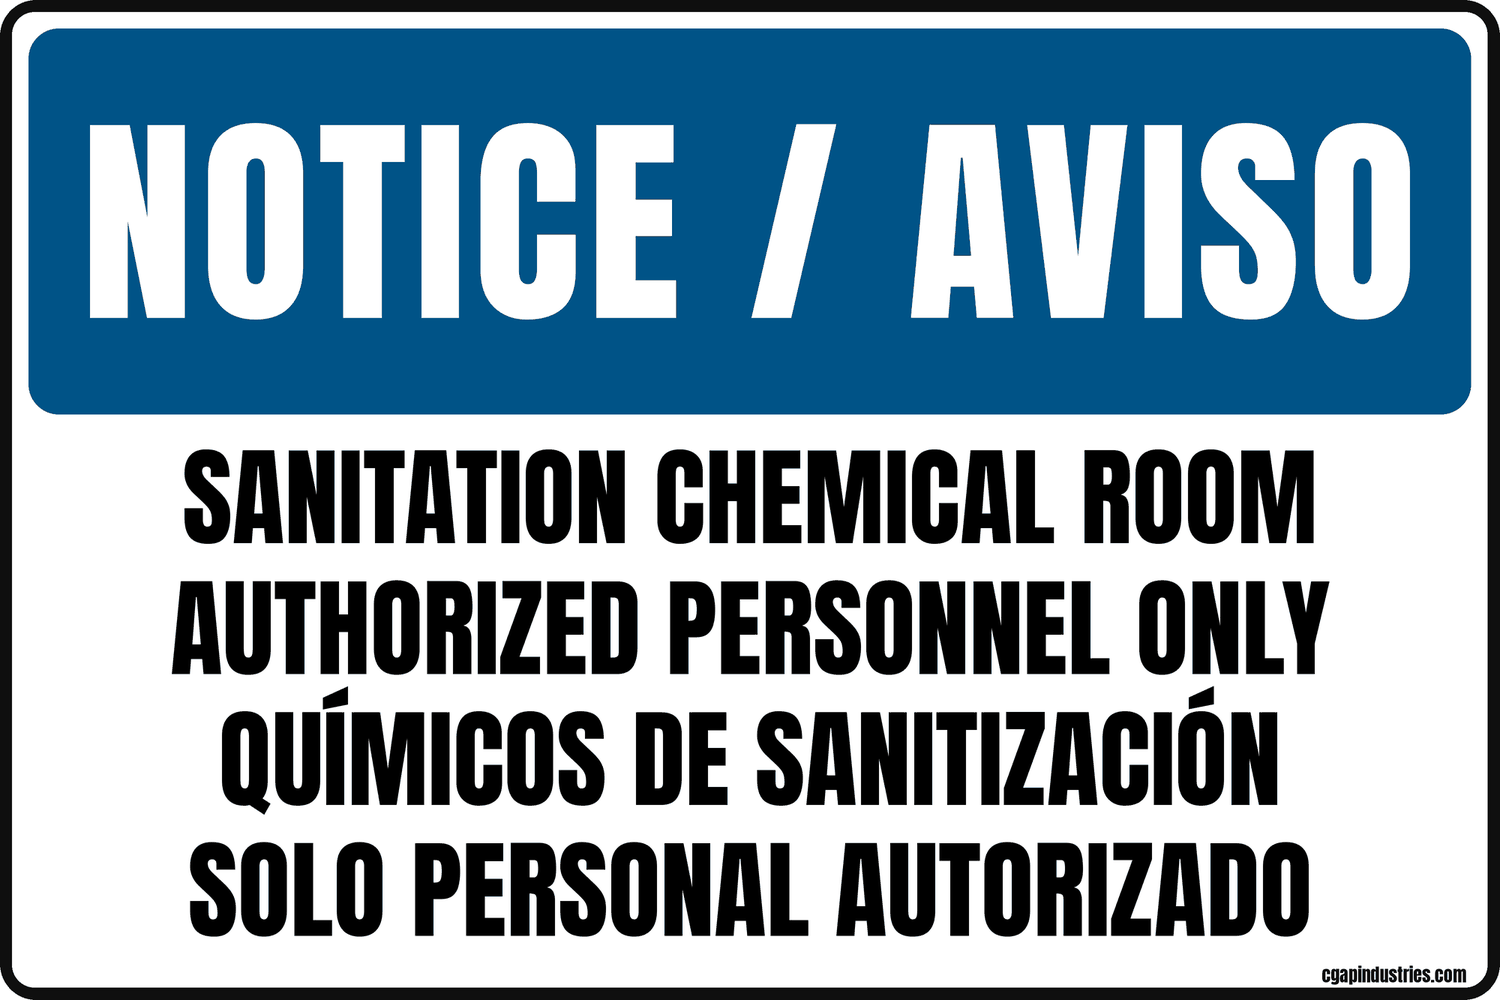 NOTICE / AVISO
SANITATION CHEMICAL ROOM
AUTHORIZED PERSONNEL ONLY
QUÍMICOS DE SANITIZACIÓN
SOLO PERSONAL AUTORIZADO
cgapindustries.com